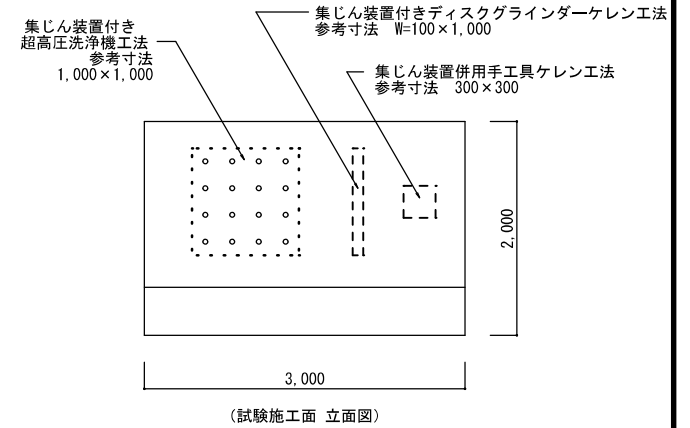 集じん装置付き
超高圧洗浄機工法
参考寸法
1,000×1,000
集じん装置付きディスクグラインダーケレン工法
参考寸法 W=100×1,000
集じん装置併用手工具ケレン工法
参考寸法 300×300
2,000
3,000
(試験施工面 立面図)